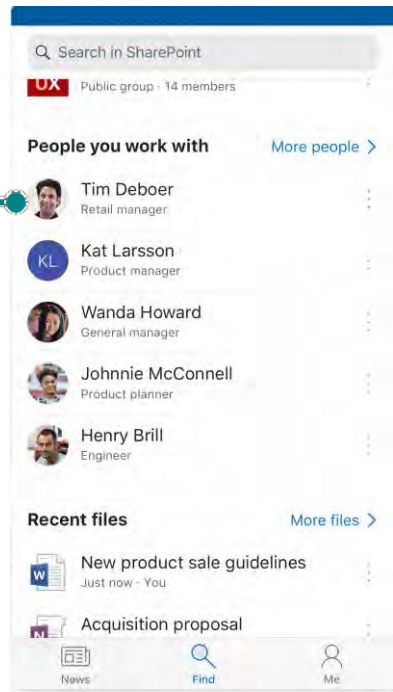 Search in SharePoint
UX
Public group · 14 members
People you work with
More people >
Tim Deboer
Retail manager
KL
Kat Larsson
Product manager
Wanda Howard
General manager
Johnnie McConnell
Product planner
Henry Brill
Engineer
Recent files
More files >
New product sale guidelines
W
Just now · You
Acquisition proposal
N
News
Find
Me